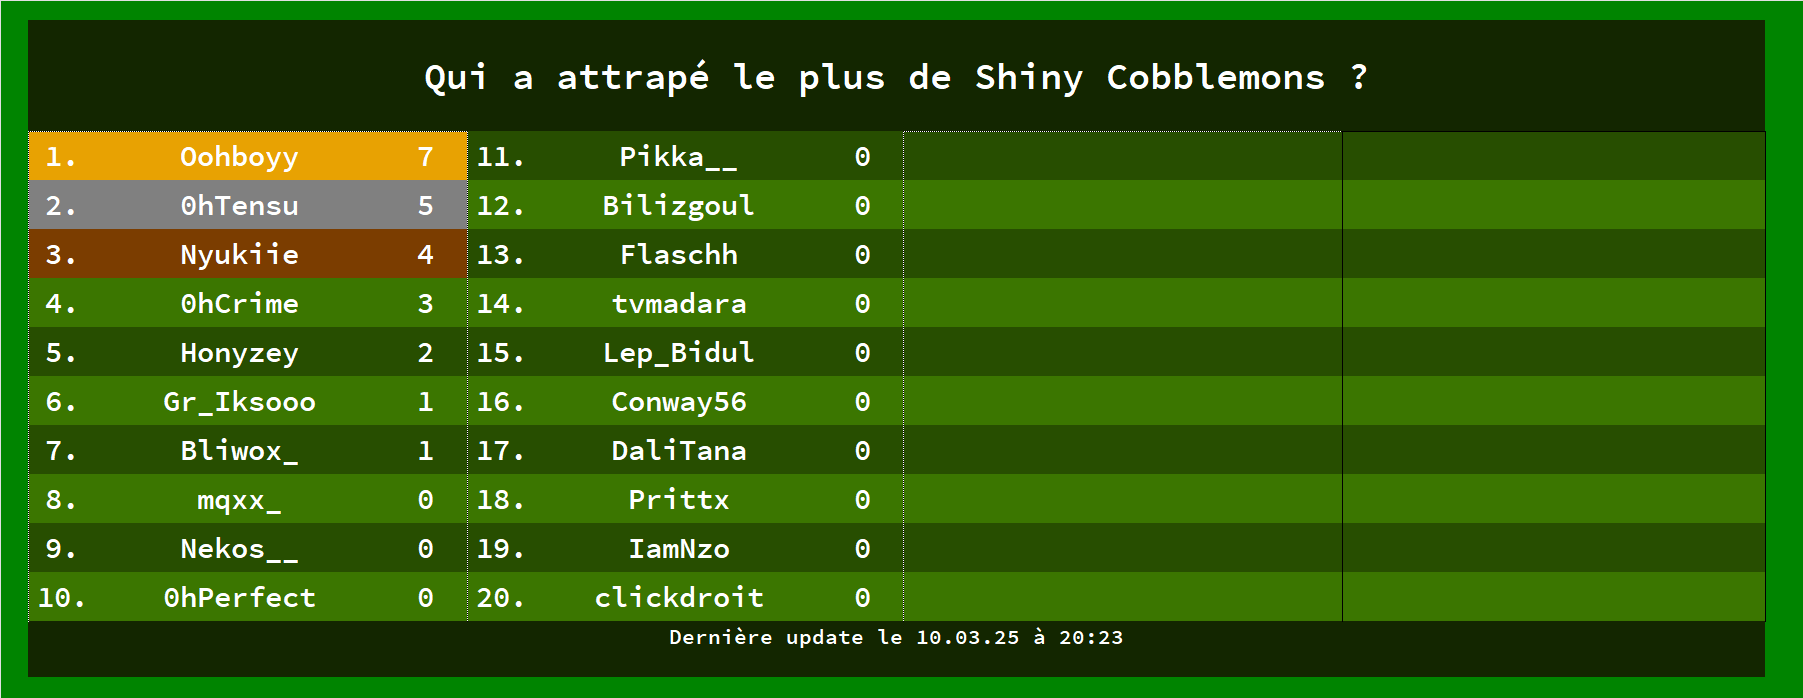 Qui a attrapé le plus de Shiny Cobblemons ?
1. Oohboyy 7
2. 0hTensu 5
3. Nyukiie 4
4. 0hCrime 3
5. Honyzey 2
6. Gr_Iksooo 1
7. Bliwox_ 1
8. mqxx_ 0
9. Nekos__ 0
10. 0hPerfect 0
11. Pikka__ 0
12. Bilizgoul 0
13. Flaschh 0
14. tvmadara 0
15. Lep_Bidul 0
16. Conway56 0
17. DaliTana 0
18. Prittx 0
19. IamNzo 0
20. clickdroit 0
Dernière update le 10.03.25 à 20:23